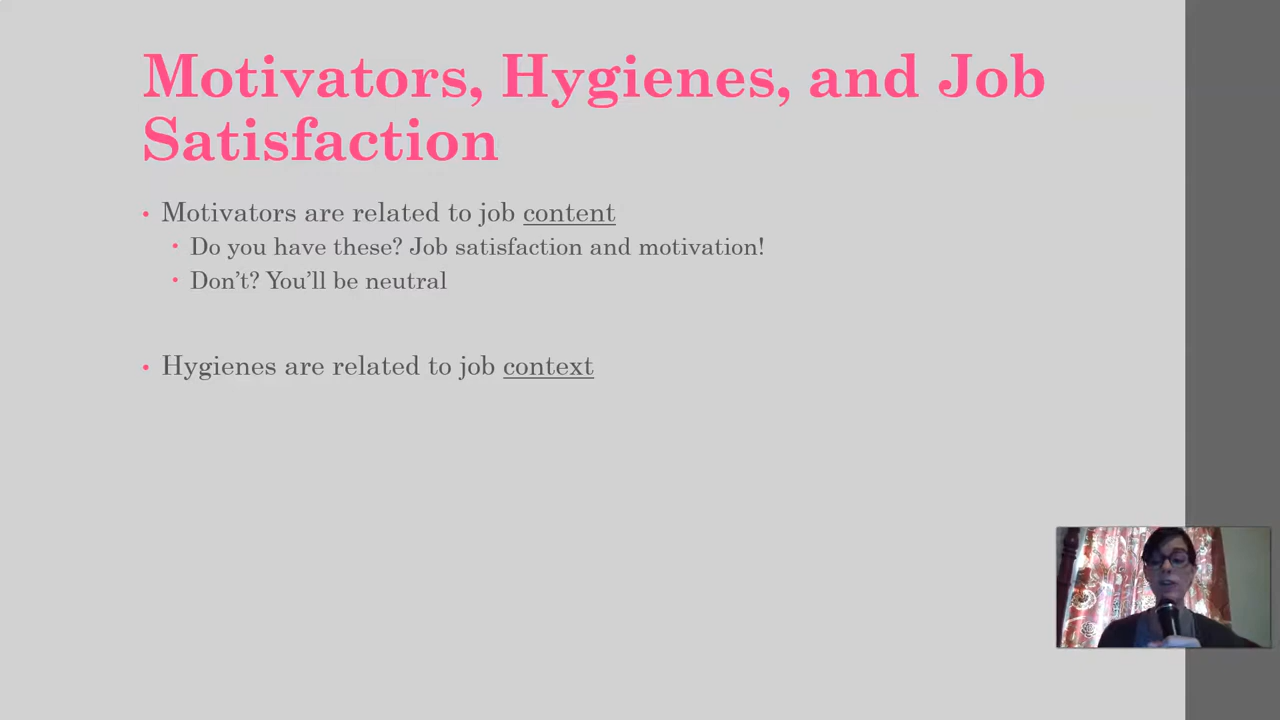 Motivators, Hygienes, and Job
Satisfaction
• Motivators are related to job content
• Do you have these? Job satisfaction and motivation!
• Don’t? You’ll be neutral
• Hygienes are related to job context